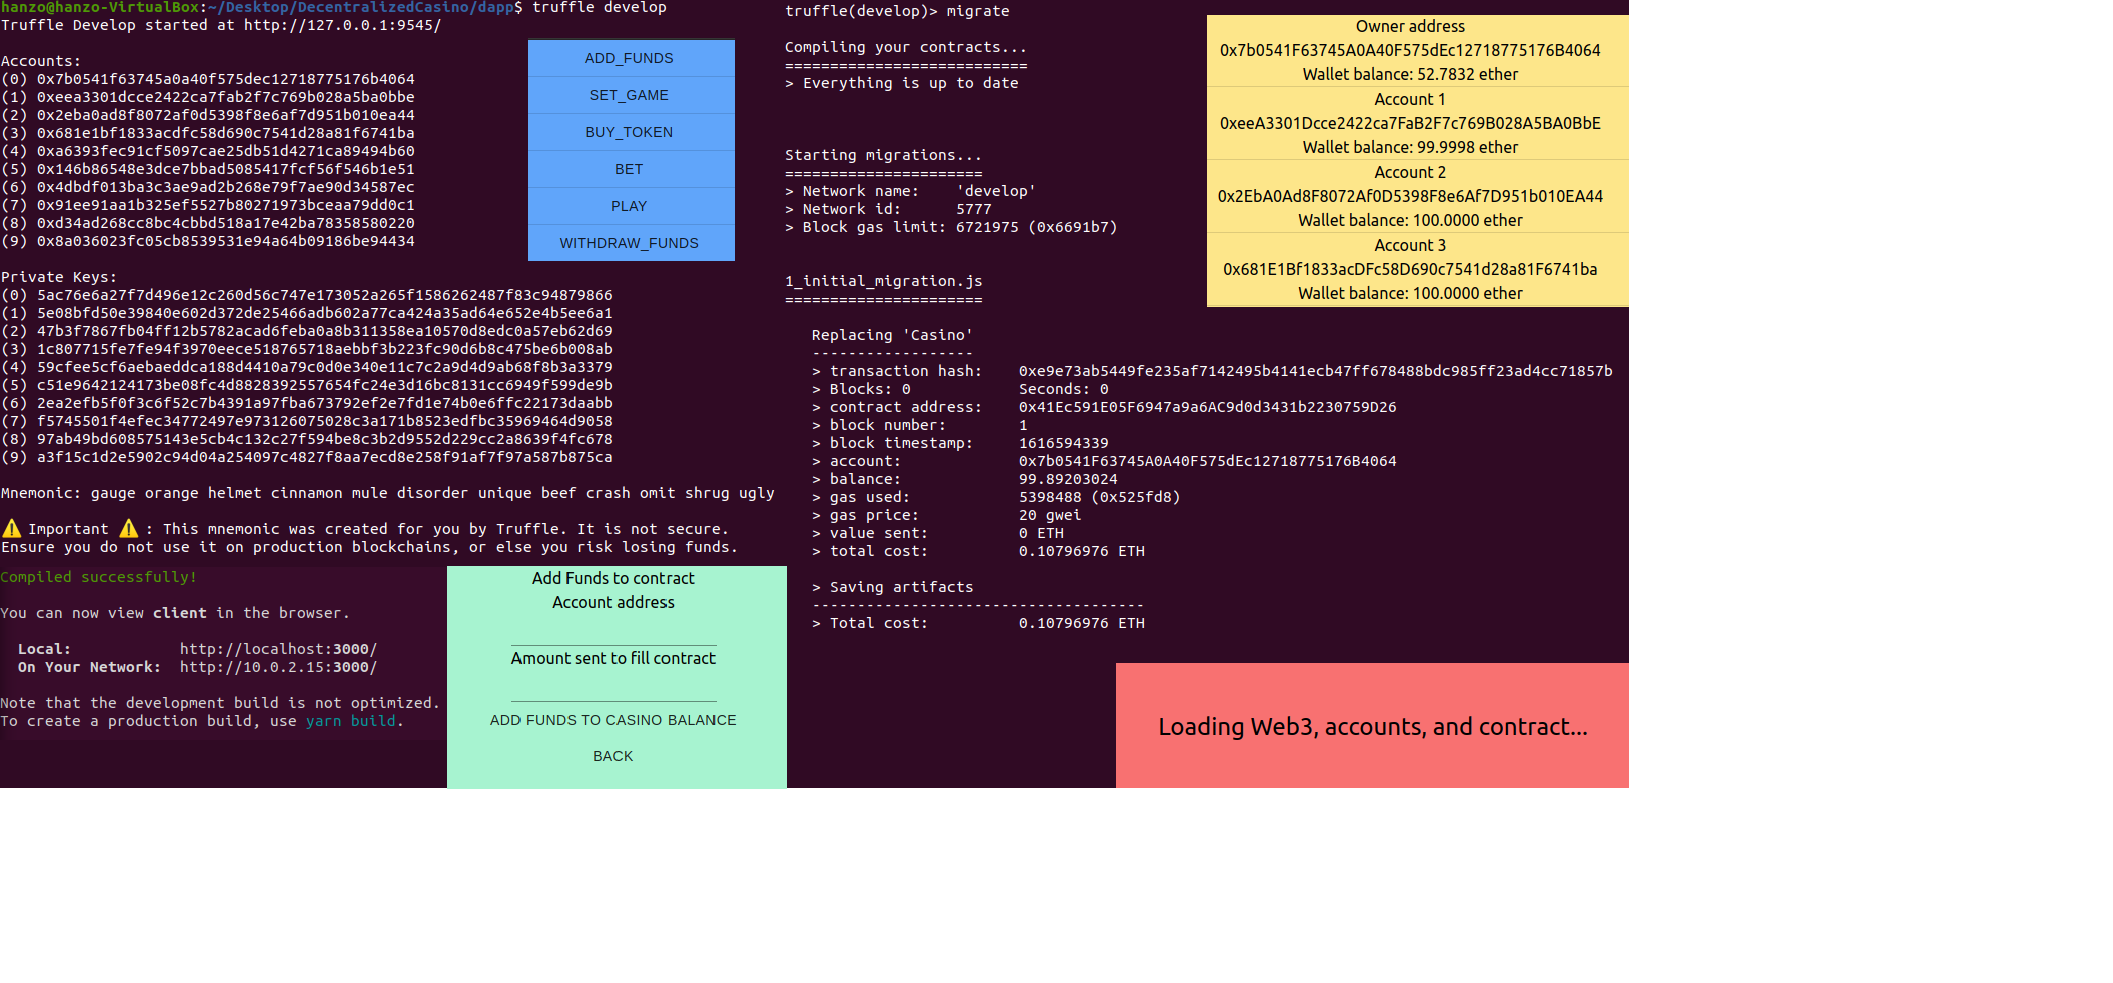 hanzo@hanzo-VirtualBox:~/Desktop/DecentralizedCasino/dapp$ truffle develop
Truffle Develop started at http://127.0.0.1:9545/
Accounts:
(0) 0x7b0541f63745a0a40f575dec12718775176b4064
(1) 0xeea3301dcce2422ca7fab2f7c769b028a5ba0bbe
(2) 0x2eba0ad8f8072af0d5398f8e6af7d951b010ea44
(3) 0x681e1bf1833acdfc58d690c7541d28a81f6741ba
(4) 0xa6393fec91cf5097cae25db51d4271ca89494b60
(5) 0x146b86548e3dce7bbad5085417fcf56f546b1e51
(6) 0x4dbdf013ba3c3ae9ad2b268e79f7ae90d34587ec
(7) 0x91ee91aa1b325ef5527b80271973bceaa79dd0c1
(8) 0xd34ad268cc8bc4cbbd518a17e42ba78358580220
(9) 0x8a036023fc05cb8539531e94a64b09186be94434
Private Keys:
(0) 5ac76e6a27f7d496e12c260d56c747e173052a265f1586262487f83c94879866
(1) 5e08bfd50e39840e602d372de25466adb602a77ca424a35ad64e652e4b5ee6a1
(2) 47b3f7867fb04ff12b5782acad6feba0a8b311358ea10570d8edc0a57eb62d69
(3) 1c807715fe7fe94f3970eece518765718aebbf3b223fc90d6b8c475be6b008ab
(4) 59cfee5cf6aebaeddca188d4410a79c0d0e340e11c7c2a9d4d9ab68f8b3a3379
(5) c51e9642124173be08fc4d8828392557654fc24e3d16bc8131cc6949f599de9b
(6) 2ea2efb5f0f3c6f52c7b4391a97fba673792ef2e7fd1e74b0e6ffc22173daabb
(7) f5745501f4efec34772497e973126075028c3a171b8523edfbc35969464d9058
(8) 97ab49bd608575143e5cb4c132c27f594be8c3b2d9552d229cc2a8639f4fc678
(9) a3f15c1d2e5902c94d04a254097c4827f8aa7ecd8e258f91af7f97a587b875ca
Mnemonic: gauge orange helmet cinnamon mule disorder unique beef crash omit shrug ugly
⚠️ Important ⚠️ : This mnemonic was created for you by Truffle. It is not secure.
Ensure you do not use it on production blockchains, or else you risk losing funds.
ADD_FUNDS
SET_GAME
BUY_TOKEN
BET
PLAY
WITHDRAW_FUNDS
Compiled successfully!
You can now view client in the browser.
Local: http://localhost:3000/
On Your Network: http://10.0.2.15:3000/
Note that the development build is not optimized.
To create a production build, use yarn build.
Add Funds to contract
Account address
Amount sent to fill contract
ADD FUNDS TO CASINO BALANCE
BACK
truffle(develop)> migrate
Compiling your contracts...
===========================
> Everything is up to date
Starting migrations...
======================
> Network name: 'develop'
> Network id: 5777
> Block gas limit: 6721975 (0x6691b7)
1_initial_migration.js
======================
Replacing 'Casino'
------------------
> transaction hash: 0xe9e73ab5449fe235af7142495b4141ecb47ff678488bdc985ff23ad4cc71857b
> Blocks: 0 Seconds: 0
> contract address: 0x41Ec591E05F6947a9a6AC9d0d3431b2230759D26
> block number: 1
> block timestamp: 1616594339
> account: 0x7b0541F63745A0A40F575dEc12718775176B4064
> balance: 99.89203024
> gas used: 5398488 (0x525fd8)
> gas price: 20 gwei
> value sent: 0 ETH
> total cost: 0.10796976 ETH
> Saving artifacts
-------------------------------------
> Total cost: 0.10796976 ETH
Owner address
0x7b0541F63745A0A40F575dEc12718775176B4064
Wallet balance: 52.7832 ether
Account 1
0xeeA3301Dcce2422ca7FaB2F7c769B028A5BA0BbE
Wallet balance: 99.9998 ether
Account 2
0x2EbA0Ad8F8072Af0D5398F8e6Af7D951b010EA44
Wallet balance: 100.0000 ether
Account 3
0x681E1Bf1833acDFc58D690c7541d28a81F6741ba
Wallet balance: 100.0000 ether
Loading Web3, accounts, and contract...